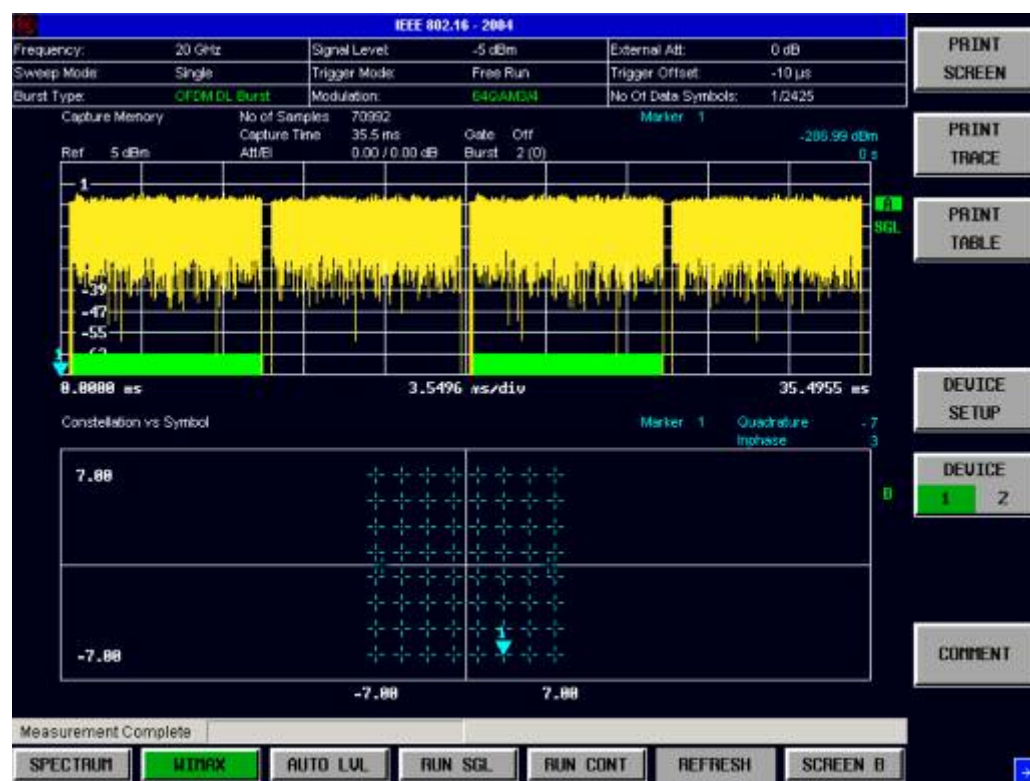 IEEE 802.16 - 2004
Frequency: 20 GHz Signal Level: -5 dBm External Att: 0 dB
Sweep Mode: Single Trigger Mode: Free Run Trigger Offset: -10 µs
Burst Type: OFDM DL Burst Modulation: 64QAM3/4 No Of Data Symbols: 1/2425
Capture Memory No of Samples 70992 Marker 1
Capture Time 35.5 ms Gate Off -286.99 dBm
Ref 5 dBm Att/El 0.00 / 0.00 dB Burst 2 (0) 0 s
1
A
SGL
-39
-47
-55
1
0.0000 ms 3.5496 ms/div 35.4955 ms
Constellation vs Symbol Marker 1 Quadrature -7
Inphase 3
7.00
B
1
-7.00
-7.00 7.00
Measurement Complete
SPECTRUM WIMAX AUTO LVL RUN SGL RUN CONT REFRESH SCREEN B
PRINT
SCREEN
PRINT
TRACE
PRINT
TABLE
DEVICE
SETUP
DEVICE
1 2
COMMENT